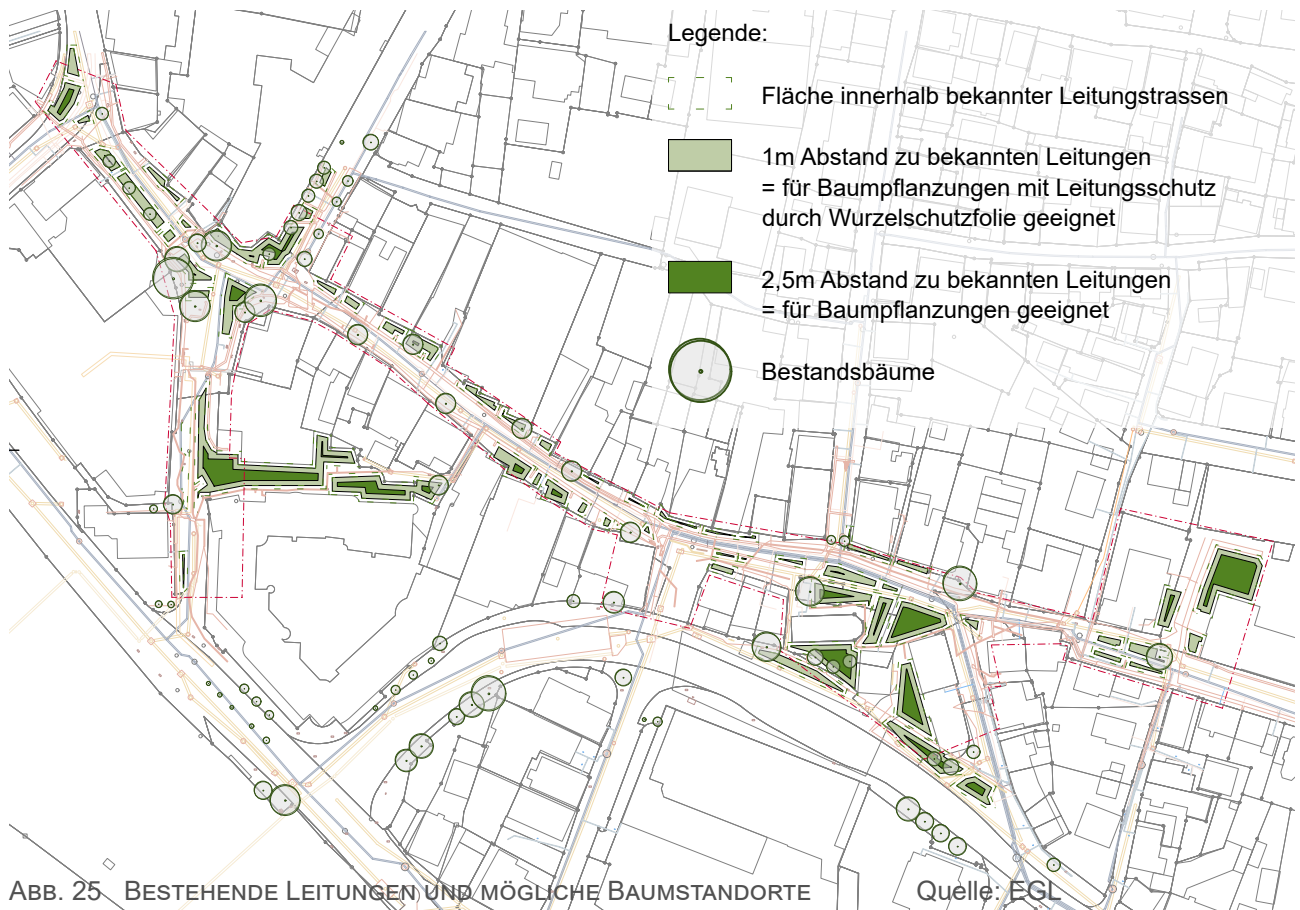 Legende:
Fläche innerhalb bekannter Leitungstrassen
1m Abstand zu bekannten Leitungen
= für Baumpflanzungen mit Leitungsschutz
durch Wurzelschutzfolie geeignet
2,5m Abstand zu bekannten Leitungen
= für Baumpflanzungen geeignet
Bestandsbäume
ABB. 25 BESTEHENDE LEITUNGEN UND MÖGLICHE BAUMSTANDORTE Quelle: EGL